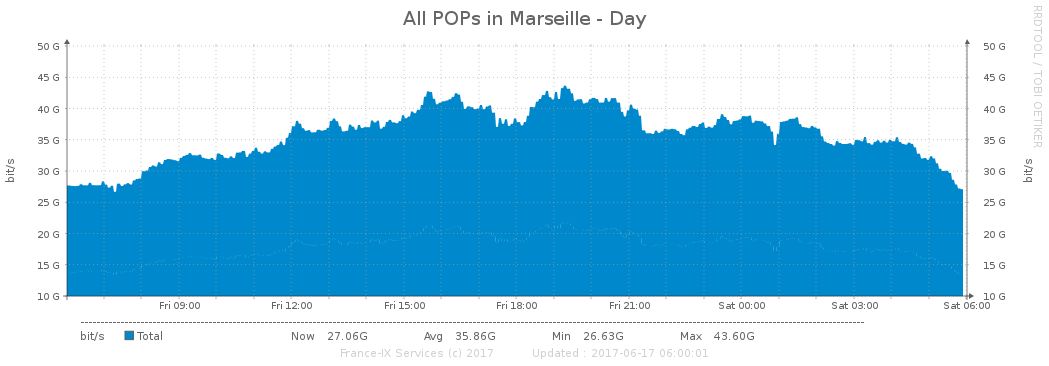 All POPs in Marseille - Day
RRDTOOL / TOBI OETIKER
50 G 50 G
45 G 45 G
40 G 40 G
35 G 35 G
30 G 30 G
25 G 25 G
20 G 20 G
15 G 15 G
10 G 10 G
bit/s
bit/s
Fri 09:00 Fri 12:00 Fri 15:00 Fri 18:00 Fri 21:00 Sat 00:00 Sat 03:00 Sat 06:00
bit/s Total Now 27.06G Avg 35.86G Min 26.63G Max 43.60G
France-IX Services (c) 2017 Updated : 2017-06-17 06:00:01